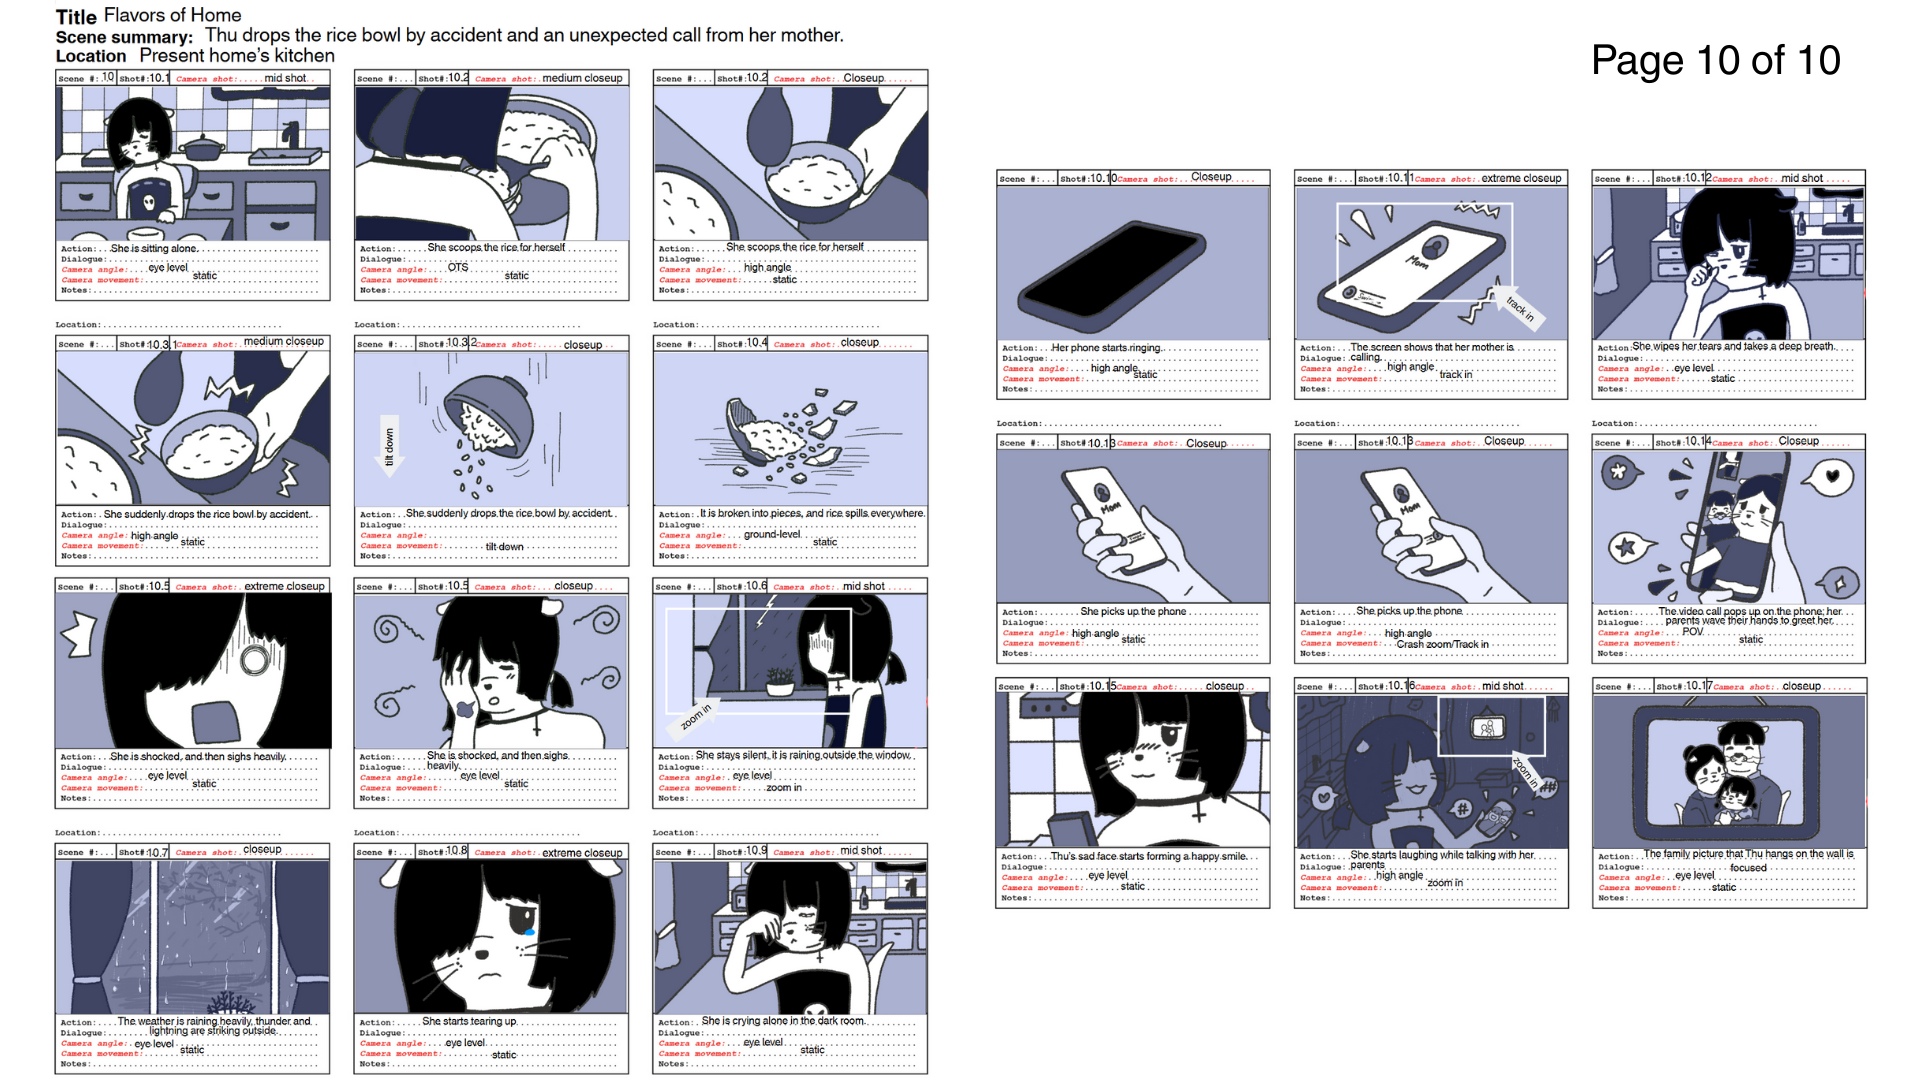 Title Flavors of Home
Scene summary: Thu drops the rice bowl by accident and an unexpected call from her mother.
Location Present home's kitchen
Page 10 of 10
Scene #:.10 Shot#:10.1 Camera shot:.....mid shot..
Action:...She is sitting alone.
Dialogue:
Camera angle: eye level
Camera movement: static
Notes:
Scene #:... Shot#:10.2 Camera shot:.medium closeup
Action:....She scoops the rice for herself
Dialogue:
Camera angle: OTS
Camera movement: static
Notes:
Scene #:... Shot#:10.2 Camera shot:..Closeup.....
Action:....She scoops the rice for herself
Dialogue:
Camera angle: high angle
Camera movement: static
Notes:
Location:
Location:
Location:
Scene #:... Shot#:10.3.1 Camera shot: medium closeup
Action:..She suddenly drops the rice bowl by accident..
Dialogue:
Camera angle: high angle
Camera movement: static
Notes:
Scene #:... Shot#:10.3.2 Camera shot: closeup
tilt down
Action:....She suddenly drops the rice bowl by accident..
Dialogue:
Camera angle:
Camera movement: tilt down
Notes:
Scene #:... Shot#:10.4 Camera shot:..closeup
Action:..It is broken into pieces, and rice spills everywhere.
Dialogue:
Camera angle: ground-level
Camera movement: static
Notes:
Scene #:... Shot#:10.5 Camera shot:.extreme closeup
Action:...She is shocked, and then sighs heavily.
Dialogue:
Camera angle: eye level
Camera movement: static
Notes:
Scene #:... Shot#:10.5 Camera shot:...closeup..
Action:....She is shocked, and then sighs
Dialogue: heavily.
Camera angle: eye level
Camera movement: static
Notes:
Scene #:... Shot#:10.6 Camera shot:..mid shot.....
zoom in
Action:.She stays silent, it is raining outside the window.
Dialogue:
Camera angle: eye level
Camera movement: zoom in
Notes:
Location:
Location:
Location:
Scene #:... Shot#:10.7 Camera shot: closeup
Action:....The weather is raining heavily, thunder and
Dialogue: lightning are striking outside.
Camera angle: eye level
Camera movement: static
Notes:
Scene #:... Shot#:10.8 Camera shot:.extreme closeup
Action:...She starts tearing up
Dialogue:
Camera angle: eye level
Camera movement: static
Notes:
Scene #:... Shot#:10.9 Camera shot:..mid shot
Action:..She is crying alone in the dark room.
Dialogue:
Camera angle: eye level
Camera movement: static
Notes:
Scene #:... Shot#:10.10 Camera shot:...Closeup....
Action:...Her phone starts ringing.
Dialogue:
Camera angle: high angle
Camera movement: static
Notes:
Scene #:... Shot#:10.11 Camera shot:.extreme closeup
Mom
track in
Action:...The screen shows that her mother is
Dialogue: calling.
Camera angle: high angle
Camera movement: track in
Notes:
Scene #:... Shot#:10.12 Camera shot:..mid shot.....
Action:..She wipes her tears and takes a deep breath.
Dialogue:
Camera angle: eye level
Camera movement: static
Notes:
Location:
Location:
Location:
Scene #:... Shot#:10.13 Camera shot:..Closeup.....
Mom
Action:........She picks up the phone
Dialogue:
Camera angle: high angle
Camera movement: static
Notes:
Scene #:... Shot#:10.13 Camera shot:..Closeup.....
Mom
Action:....She picks up the phone
Dialogue:
Camera angle: high angle
Camera movement: Crash zoom/Track in
Notes:
Scene #:... Shot#:10.14 Camera shot:..Closeup.....
Action:.....The video call pops up on the phone; her
Dialogue: parents wave their hands to greet her.
Camera angle: POV
Camera movement: static
Notes:
Scene #:... Shot#:10.15 Camera shot:.....closeup..
Action:...Thu's sad face starts forming a happy smile.
Dialogue:
Camera angle: eye level
Camera movement: static
Notes:
Scene #:... Shot#:10.16 Camera shot:..mid shot.....
zoom in
#
##
Action:...She starts laughing while talking with her
Dialogue: parents
Camera angle: high angle
Camera movement: zoom in
Notes:
Scene #:... Shot#:10.17 Camera shot:..closeup......
Action:..The family picture that Thu hangs on the wall is
Dialogue: focused
Camera angle: eye level
Camera movement: static
Notes: